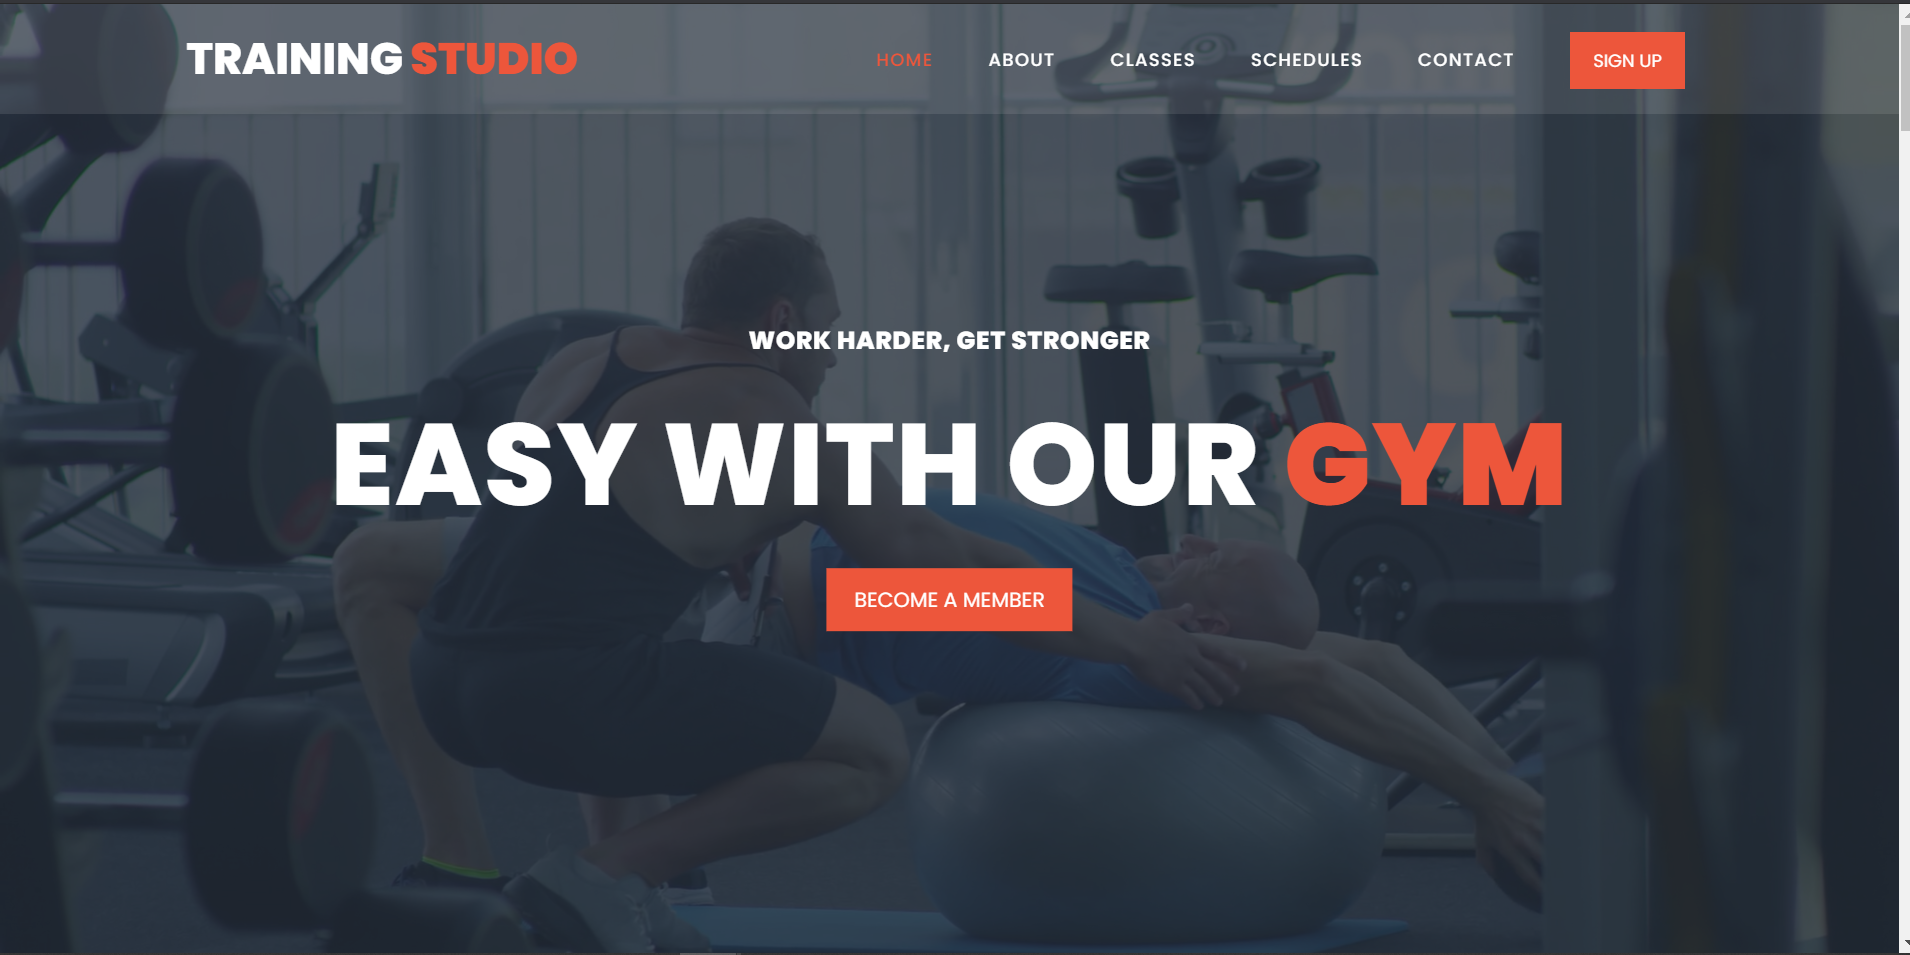 TRAINING STUDIO
HOME ABOUT CLASSES SCHEDULES CONTACT SIGN UP
WORK HARDER, GET STRONGER
EASY WITH OUR GYM
BECOME A MEMBER